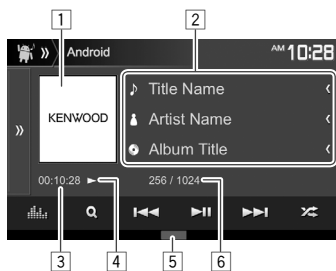 1
2
Android
AM 10:28
KENWOOD
Title Name
Artist Name
Album Title
00:10:28
256 / 1024
3
4
5
6